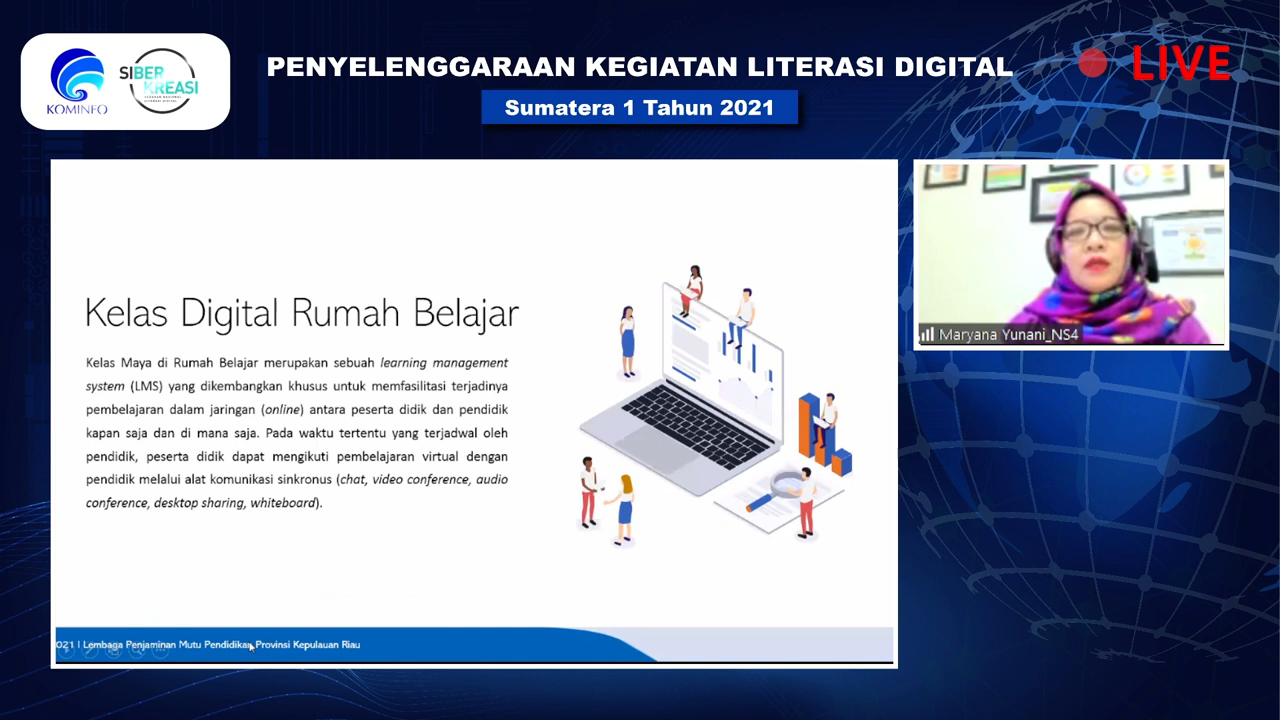 SIBER
KREASI
KOMINFO
PENYELENGGARAAN KEGIATAN LITERASI DIGITAL
Sumatera 1 Tahun 2021
LIVE
Kelas Digital Rumah Belajar
Kelas Maya di Rumah Belajar merupakan sebuah learning management
system (LMS) yang dikembangkan khusus untuk memfasilitasi terjadinya
pembelajaran dalam jaringan (online) antara peserta didik dan pendidik
kapan saja dan di mana saja. Pada waktu tertentu yang terjadwal oleh
pendidik, peserta didik dapat mengikuti pembelajaran virtual dengan
pendidik melalui alat komunikasi sinkronus (chat, video conference, audio
conference, desktop sharing, whiteboard).
Maryana Yunani_NS4
021 | Lembaga Penjaminan Mutu Pendidikan Provinsi Kepulauan Riau